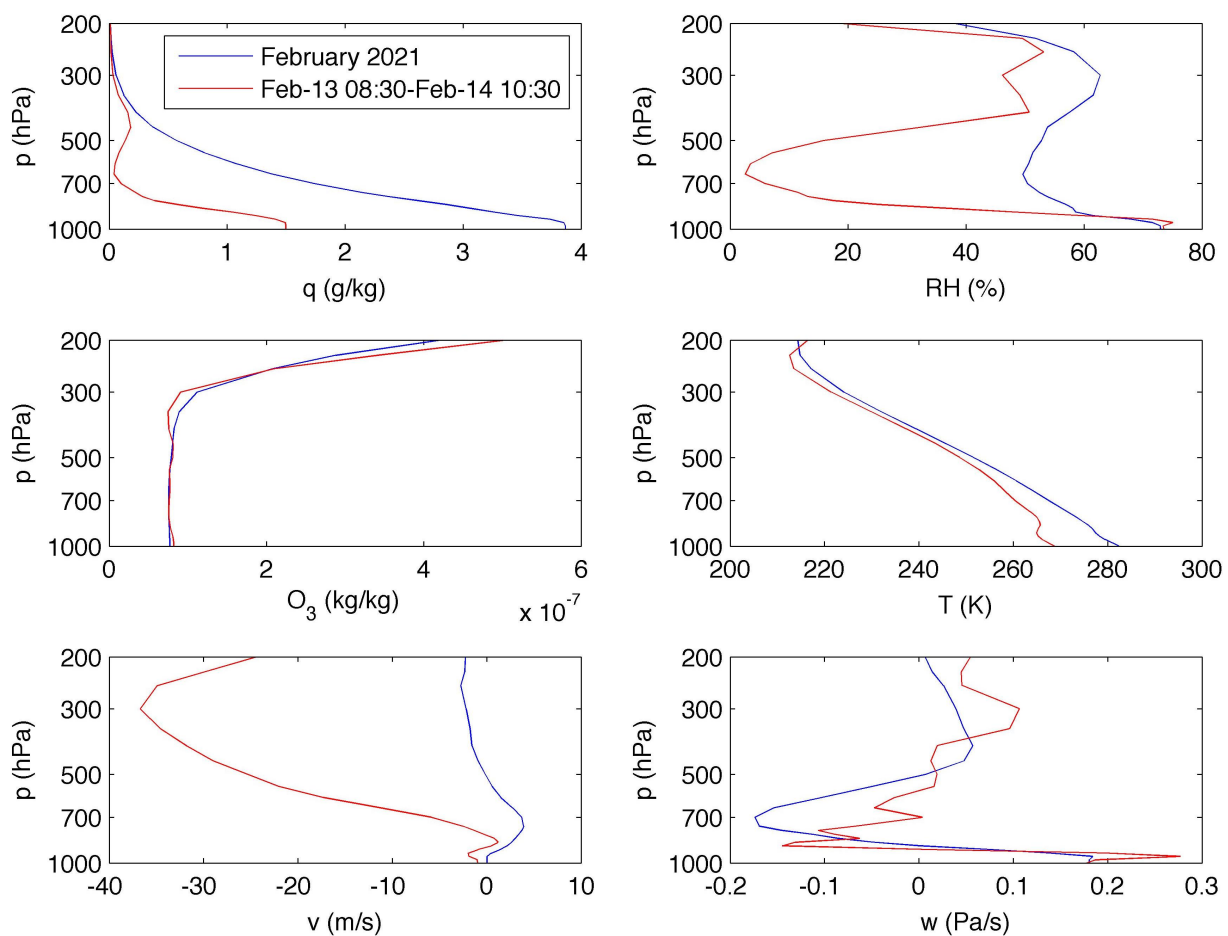 200
300
500
700
1000
p (hPa)
0 1 2 3 4
q (g/kg)
February 2021
Feb-13 08:30-Feb-14 10:30
200
300
500
700
1000
p (hPa)
0 20 40 60 80
RH (%)
200
300
500
700
1000
p (hPa)
0 2 4 6
x 10⁻⁷
O₃ (kg/kg)
200
300
500
700
1000
p (hPa)
200 220 240 260 280 300
T (K)
200
300
500
700
1000
p (hPa)
-40 -30 -20 -10 0 10
v (m/s)
200
300
500
700
1000
p (hPa)
-0.2 -0.1 0 0.1 0.2 0.3
w (Pa/s)